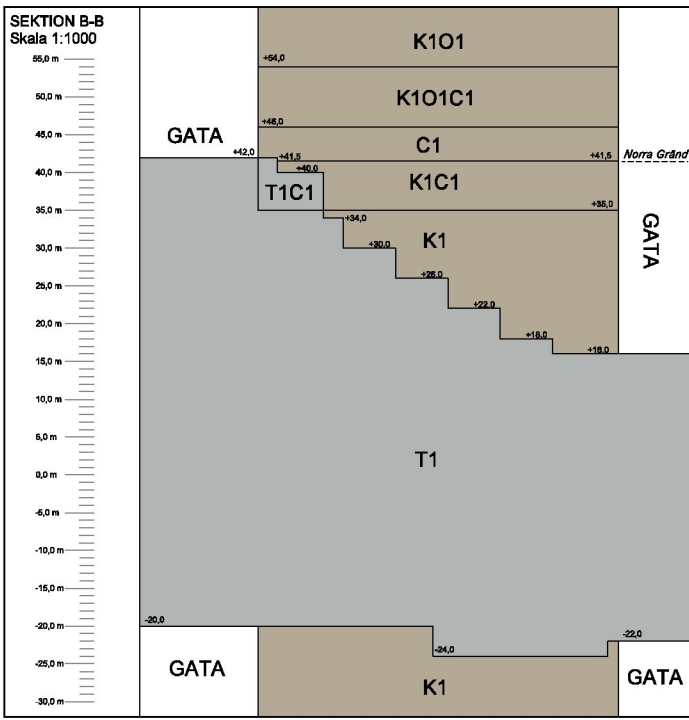 SEKTION B-B
Skala 1:1000
55,0 m
50,0 m
45,0 m
40,0 m
35,0 m
30,0 m
25,0 m
20,0 m
15,0 m
10,0 m
5,0 m
0,0 m
-5,0 m
-10,0 m
-15,0 m
-20,0 m
-25,0 m
-30,0 m
K1O1
+54,0
K1O1C1
+46,0
GATA
C1
+42,0
+41,5
+41,5
Norra Gränd
+40,0
K1C1
T1C1
+35,0
+34,0
K1
GATA
+30,0
+26,0
+22,0
+18,0
+16,0
T1
-20,0
-22,0
-24,0
GATA
K1
GATA